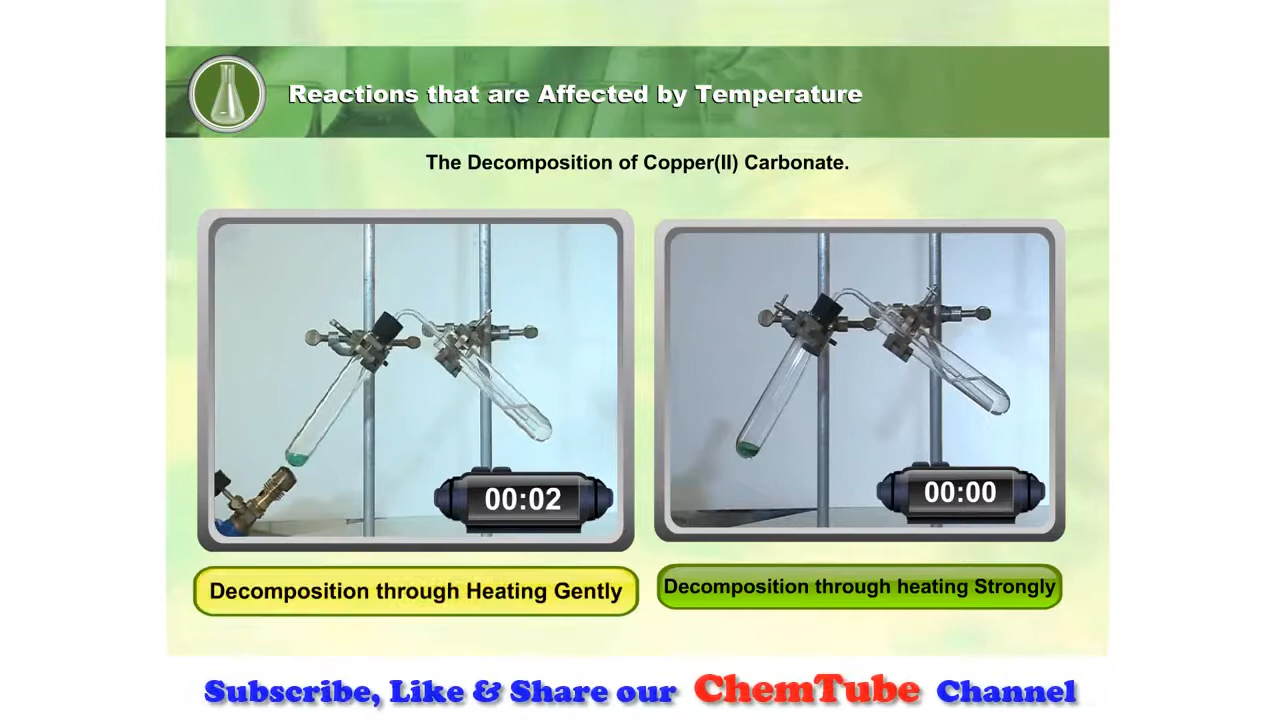 Reactions that are Affected by Temperature
The Decomposition of Copper(II) Carbonate.
00:02
00:00
Decomposition through Heating Gently
Decomposition through heating Strongly
Subscribe, Like & Share our ChemTube Channel